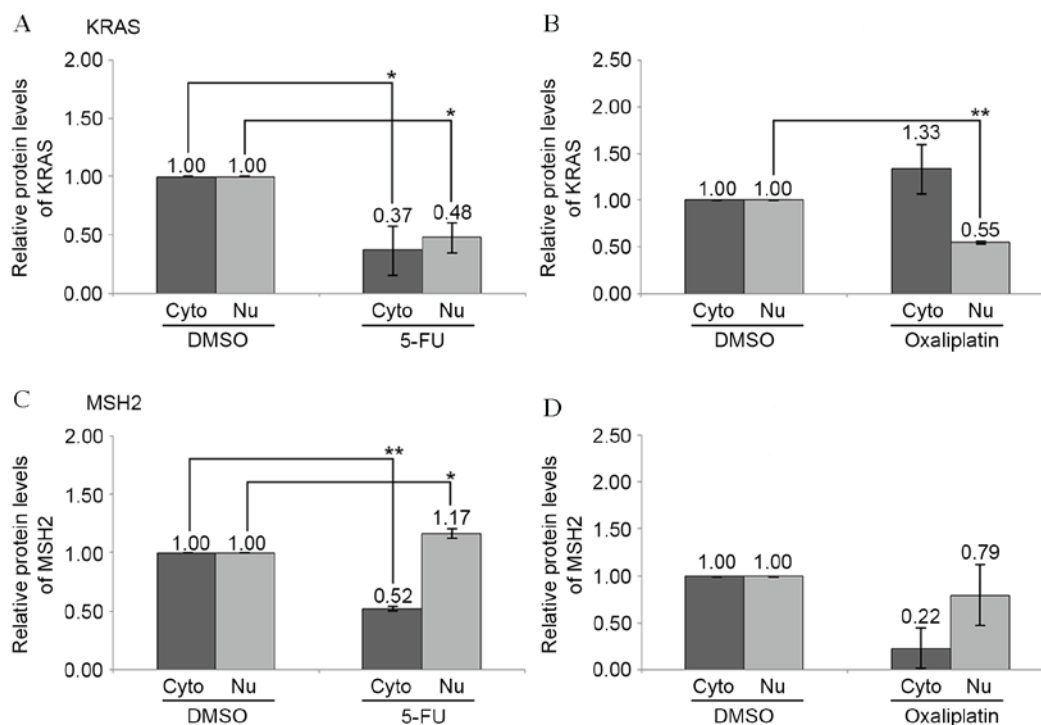 A KRAS
2.00
*
1.50
*
1.00 1.00
1.00
0.48
0.37
0.50
0.00
Relative protein levels
of KRAS
Cyto Nu Cyto Nu
DMSO 5-FU
B
2.50
2.00
**
1.33
1.50
1.00 1.00
1.00
0.55
0.50
0.00
Relative protein levels
of KRAS
Cyto Nu Cyto Nu
DMSO Oxaliplatin
C MSH2
2.00
**
*
1.50
1.17
1.00 1.00
1.00
0.52
0.50
0.00
Relative protein levels
of MSH2
Cyto Nu Cyto Nu
DMSO 5-FU
D
2.50
2.00
1.50
1.00 1.00
0.79
1.00
0.22
0.50
0.00
Relative protein levels
of MSH2
Cyto Nu Cyto Nu
DMSO Oxaliplatin